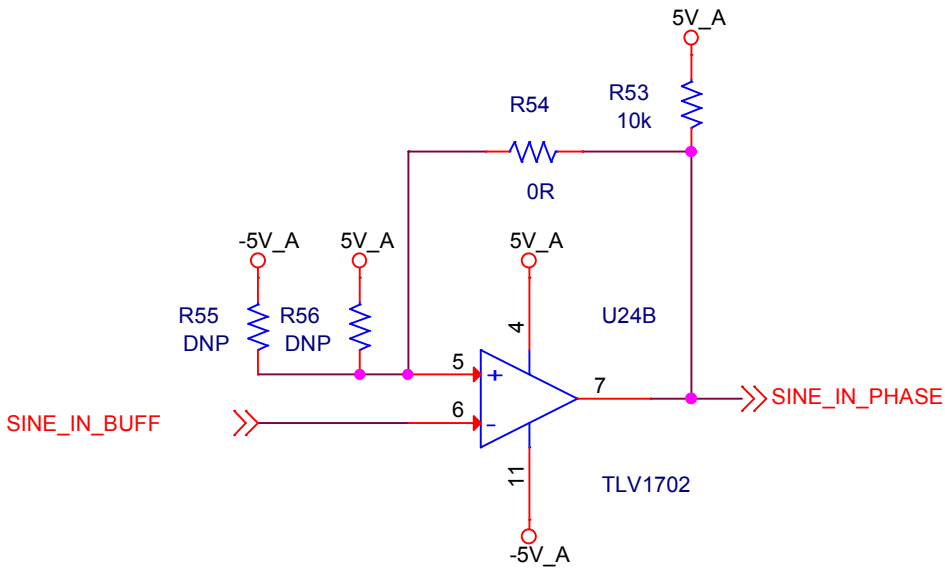 5V_A
R54
R53
10k
0R
-5V_A
5V_A
5V_A
R55
DNP
R56
DNP
U24B
4
5
+
7
SINE_IN_PHASE
6
-
SINE_IN_BUFF
11
TLV1702
-5V_A